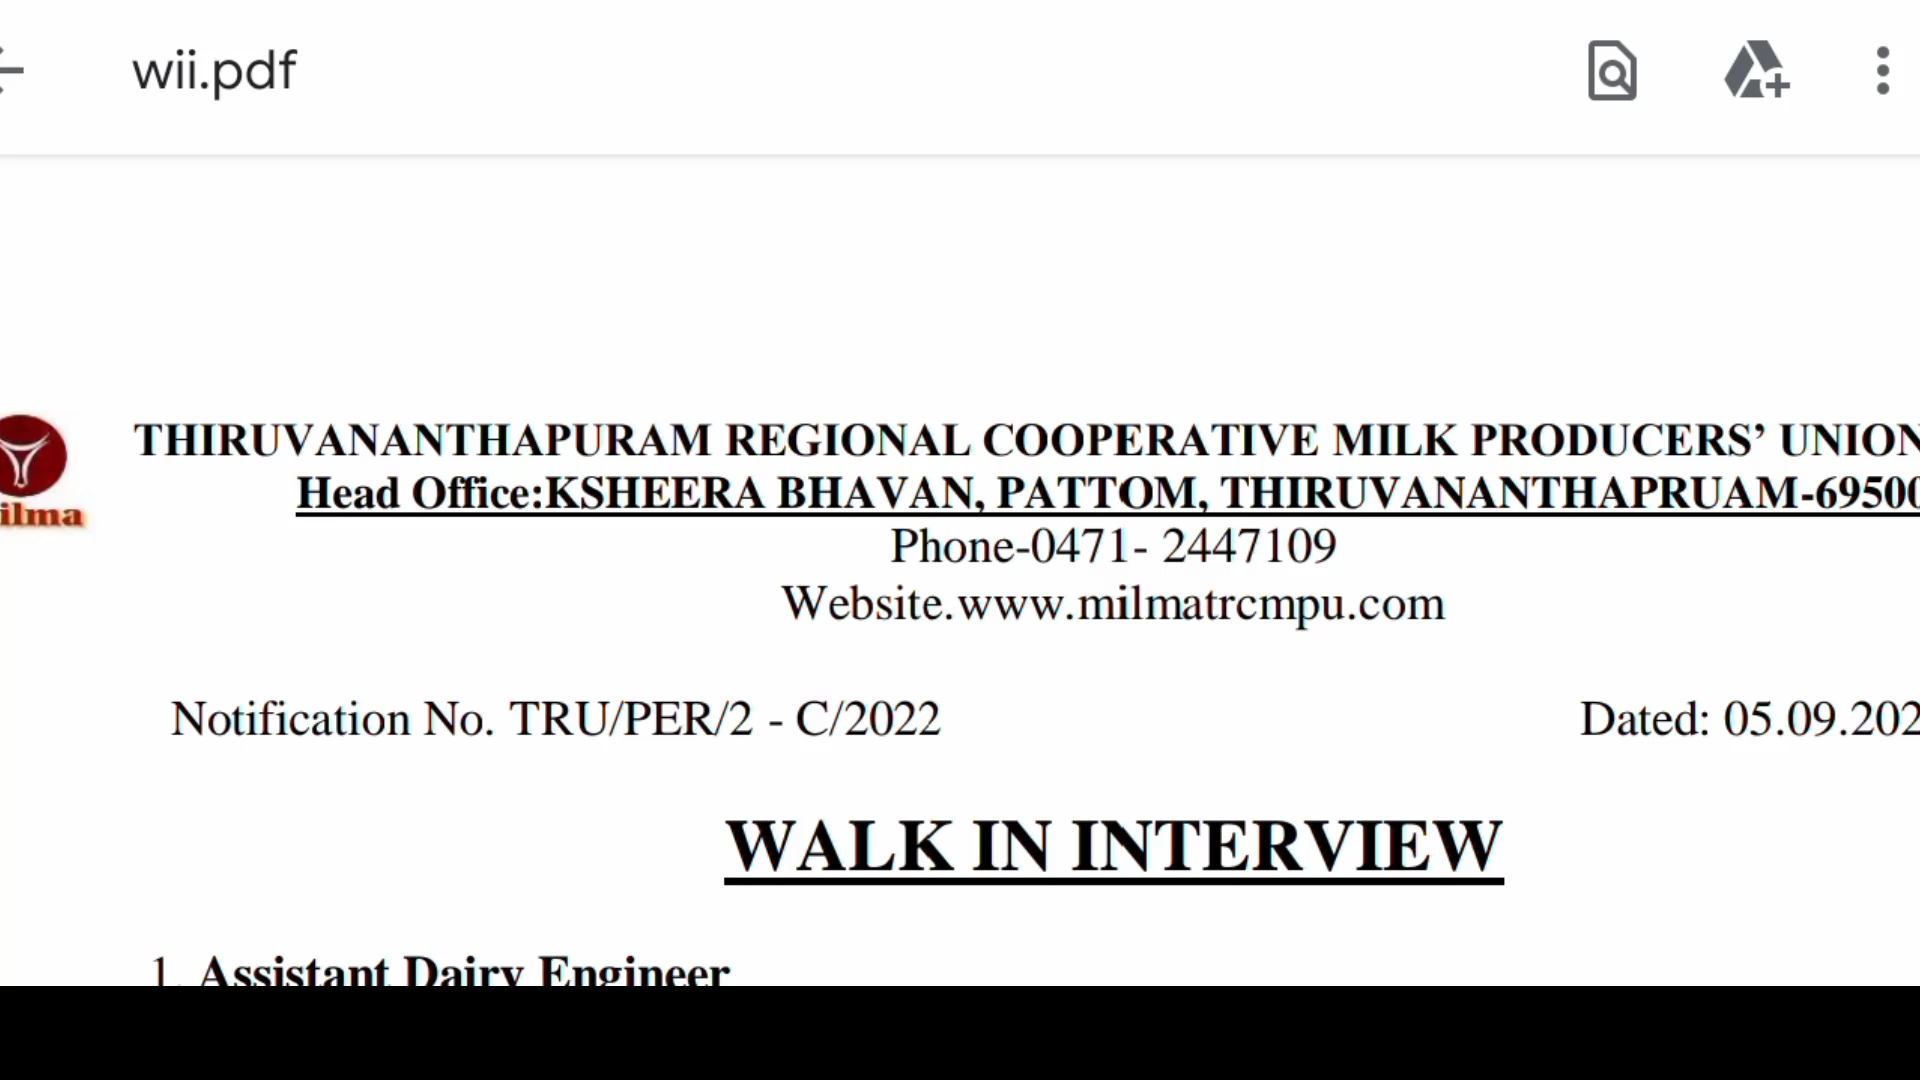 wii.pdf
THIRUVANANTHAPURAM REGIONAL COOPERATIVE MILK PRODUCERS’ UNION
ilma
Head Office:KSHEERA BHAVAN, PATTOM, THIRUVANANTHAPRUAM-69500
Phone-0471- 2447109
Website.www.milmatrcmpu.com
Notification No. TRU/PER/2 - C/2022 Dated: 05.09.202
WALK IN INTERVIEW
1. Assistant Dairy Engineer